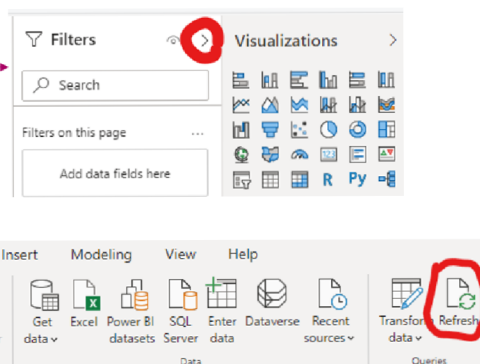 Filters
Visualizations
Search
Filters on this page
...
Add data fields here
123
R Py
Insert Modeling View Help
Get data
Excel
Power BI datasets
SQL Server
Enter data
Dataverse
Recent sources
Transform data
Refresh
Data
Queries